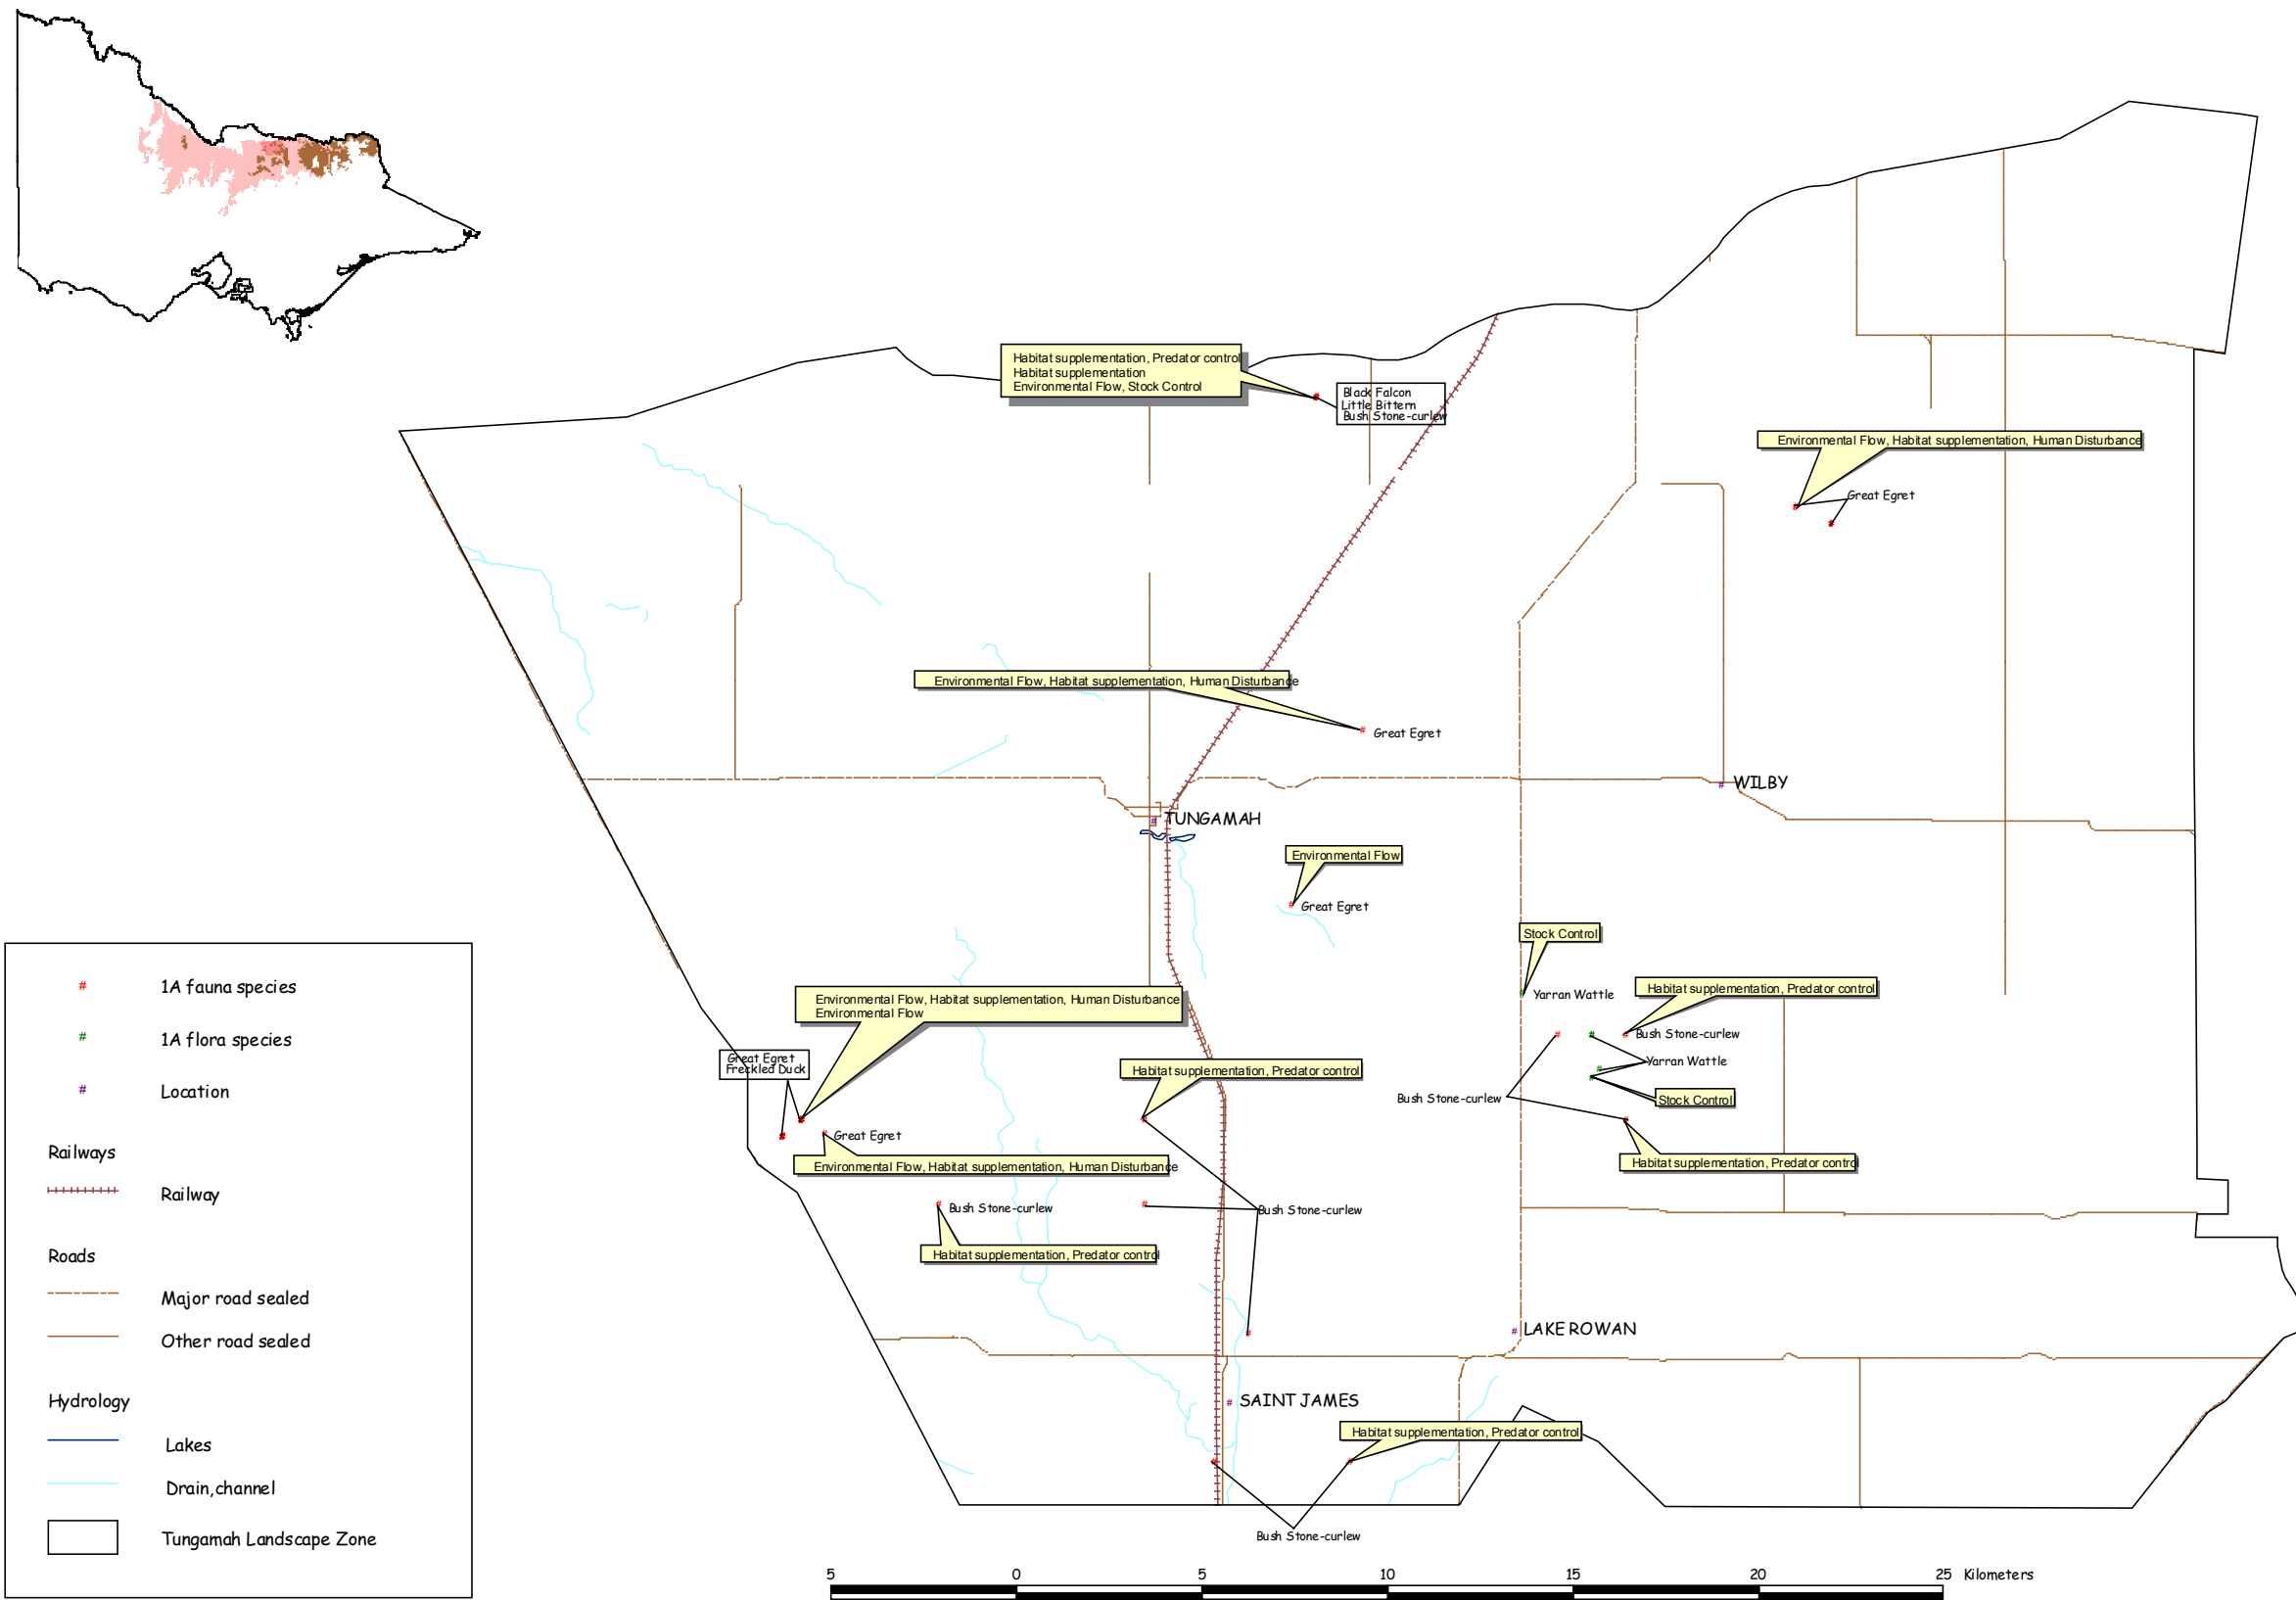 Habitat supplementation, Predator control
Habitat supplementation
Environmental Flow, Stock Control
Black Falcon
Little Bittern
Bush Stone-curlew
Environmental Flow, Habitat supplementation, Human Disturbance
Great Egret
Environmental Flow, Habitat supplementation, Human Disturbance
Great Egret
WILBY
TUNGAMAH
Environmental Flow
Great Egret
Stock Control
Yarran Wattle
Habitat supplementation, Predator control
Bush Stone-curlew
Yarran Wattle
Stock Control
Bush Stone-curlew
Habitat supplementation, Predator control
Environmental Flow, Habitat supplementation, Human Disturbance
Environmental Flow
Great Egret
Freckled Duck
Habitat supplementation, Predator control
Great Egret
Environmental Flow, Habitat supplementation, Human Disturbance
Bush Stone-curlew
Bush Stone-curlew
Habitat supplementation, Predator control
LAKE ROWAN
SAINT JAMES
Habitat supplementation, Predator control
Bush Stone-curlew
# 1A fauna species
# 1A flora species
# Location
Railways
Railway
Roads
Major road sealed
Other road sealed
Hydrology
Lakes
Drain,channel
Tungamah Landscape Zone
5 0 5 10 15 20 25 Kilometers